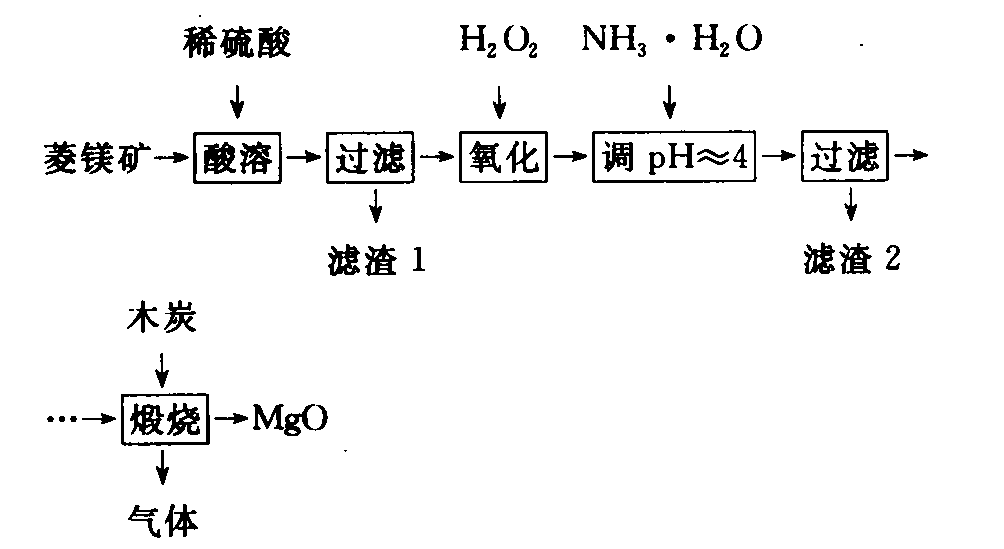 稀硫酸 H₂O₂ NH₃·H₂O
菱镁矿→酸溶→过滤→氧化→调 pH≈4→过滤→
滤渣 1 滤渣 2
木炭
…→煅烧→MgO
气体